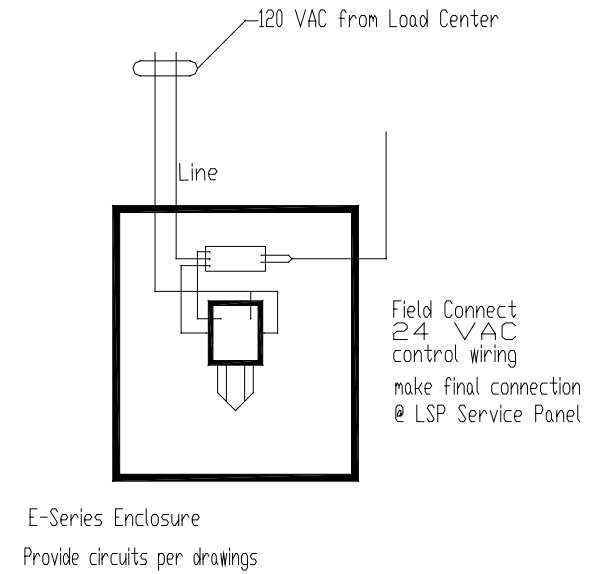 120 VAC from Load Center
Line
Field Connect
24 VAC
control wiring
make final connection
@ LSP Service Panel
E-Series Enclosure
Provide circuits per drawings